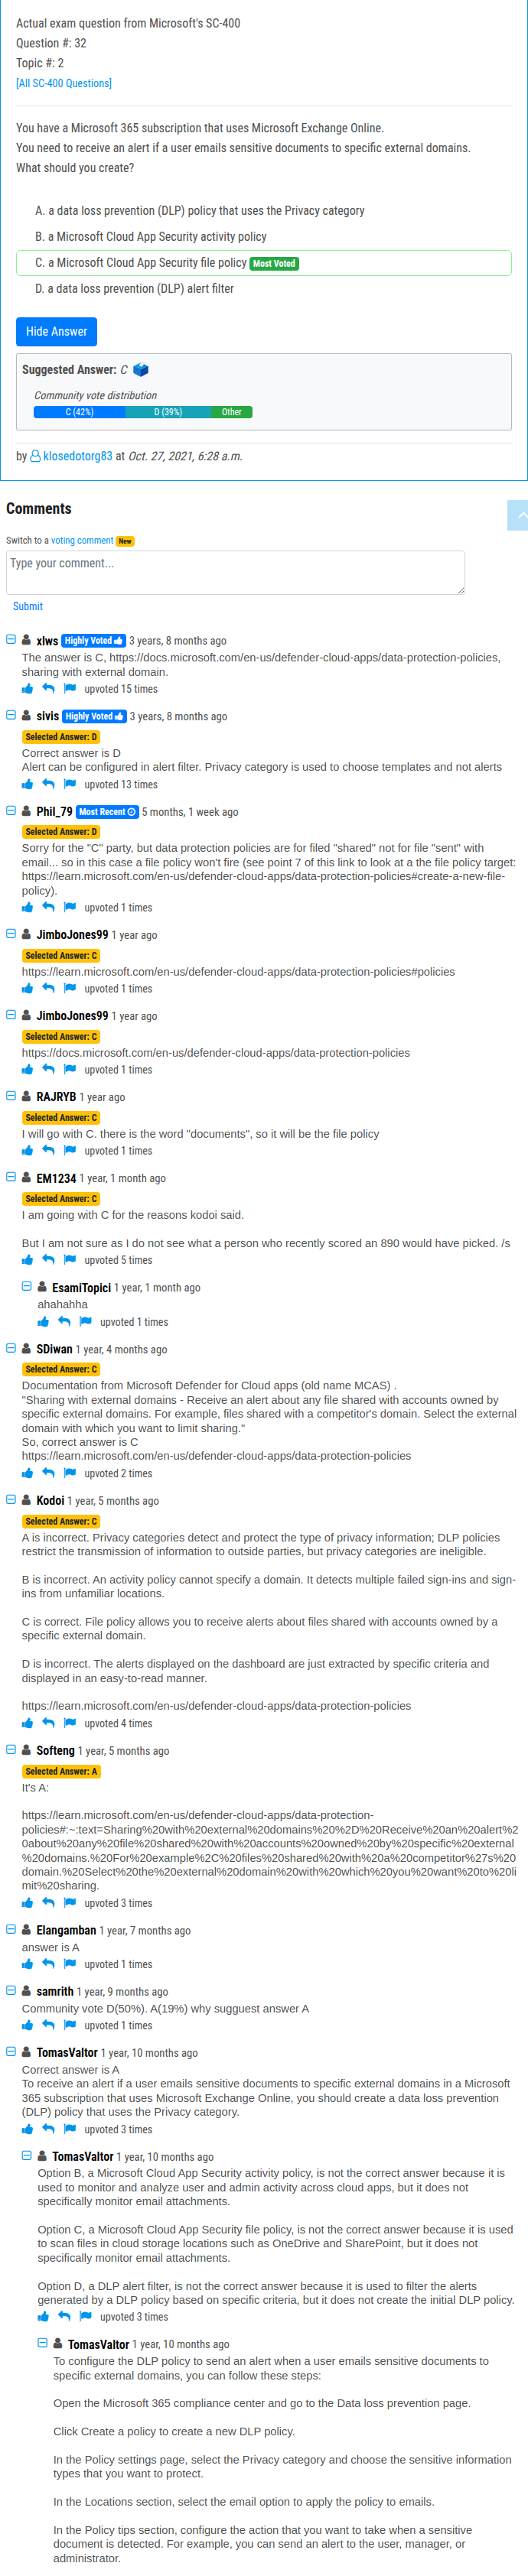 Actual exam question from Microsoft's SC-400
Question #: 32
Topic #: 2
[All SC-400 Questions]
You have a Microsoft 365 subscription that uses Microsoft Exchange Online.
You need to receive an alert if a user emails sensitive documents to specific external domains.
What should you create?
A. a data loss prevention (DLP) policy that uses the Privacy category
B. a Microsoft Cloud App Security activity policy
C. a Microsoft Cloud App Security file policy Most Voted
D. a data loss prevention (DLP) alert filter
Hide Answer
Suggested Answer: C
Community vote distribution
C (42%) D (39%) Other
by klosedotorg83 at Oct. 27, 2021, 6:28 a.m.
Comments
Switch to a voting comment New
Type your comment...
Submit
xlws Highly Voted 3 years, 8 months ago
The answer is C, https://docs.microsoft.com/en-us/defender-cloud-apps/data-protection-policies,
sharing with external domain.
upvoted 15 times
sivis Highly Voted 3 years, 8 months ago
Selected Answer: D
Correct answer is D
Alert can be configured in alert filter. Privacy category is used to choose templates and not alerts
upvoted 13 times
Phil_79 Most Recent 5 months, 1 week ago
Selected Answer: D
Sorry for the "C" party, but data protection policies are for filed "shared" not for file "sent" with
email... so in this case a file policy won't fire (see point 7 of this link to look at a the file policy target:
https://learn.microsoft.com/en-us/defender-cloud-apps/data-protection-policies#create-a-new-file-
policy).
upvoted 1 times
JimboJones99 1 year ago
Selected Answer: C
https://learn.microsoft.com/en-us/defender-cloud-apps/data-protection-policies#policies
upvoted 1 times
JimboJones99 1 year ago
Selected Answer: C
https://docs.microsoft.com/en-us/defender-cloud-apps/data-protection-policies
upvoted 1 times
RAJRYB 1 year ago
Selected Answer: C
I will go with C. there is the word "documents", so it will be the file policy
upvoted 1 times
EM1234 1 year, 1 month ago
Selected Answer: C
I am going with C for the reasons kodoi said.
But I am not sure as I do not see what a person who recently scored an 890 would have picked. /s
upvoted 5 times
EsamiTopici 1 year, 1 month ago
ahahahha
upvoted 1 times
SDiwan 1 year, 4 months ago
Selected Answer: C
Documentation from Microsoft Defender for Cloud apps (old name MCAS) .
"Sharing with external domains - Receive an alert about any file shared with accounts owned by
specific external domains. For example, files shared with a competitor's domain. Select the external
domain with which you want to limit sharing."
So, correct answer is C
https://learn.microsoft.com/en-us/defender-cloud-apps/data-protection-policies
upvoted 2 times
Kodoi 1 year, 5 months ago
Selected Answer: C
A is incorrect. Privacy categories detect and protect the type of privacy information; DLP policies
restrict the transmission of information to outside parties, but privacy categories are ineligible.
B is incorrect. An activity policy cannot specify a domain. It detects multiple failed sign-ins and sign-
ins from unfamiliar locations.
C is correct. File policy allows you to receive alerts about files shared with accounts owned by a
specific external domain.
D is incorrect. The alerts displayed on the dashboard are just extracted by specific criteria and
displayed in an easy-to-read manner.
https://learn.microsoft.com/en-us/defender-cloud-apps/data-protection-policies
upvoted 4 times
Softeng 1 year, 5 months ago
Selected Answer: A
It's A:
https://learn.microsoft.com/en-us/defender-cloud-apps/data-protection-
policies#:~:text=Sharing%20with%20external%20domains%20%2D%20Receive%20an%20alert%2
0about%20any%20file%20shared%20with%20accounts%20owned%20by%20specific%20external
%20domains.%20For%20example%2C%20files%20shared%20with%20a%20competitor%27s%20
domain.%20Select%20the%20external%20domain%20with%20which%20you%20want%20to%20li
mit%20sharing.
upvoted 3 times
Elangamban 1 year, 7 months ago
answer is A
upvoted 1 times
samrith 1 year, 9 months ago
Community vote D(50%). A(19%) why sugguest answer A
upvoted 1 times
TomasValtor 1 year, 10 months ago
Correct answer is A
To receive an alert if a user emails sensitive documents to specific external domains in a Microsoft
365 subscription that uses Microsoft Exchange Online, you should create a data loss prevention
(DLP) policy that uses the Privacy category.
upvoted 3 times
TomasValtor 1 year, 10 months ago
Option B, a Microsoft Cloud App Security activity policy, is not the correct answer because it is
used to monitor and analyze user and admin activity across cloud apps, but it does not
specifically monitor email attachments.
Option C, a Microsoft Cloud App Security file policy, is not the correct answer because it is used
to scan files in cloud storage locations such as OneDrive and SharePoint, but it does not
specifically monitor email attachments.
Option D, a DLP alert filter, is not the correct answer because it is used to filter the alerts
generated by a DLP policy based on specific criteria, but it does not create the initial DLP policy.
upvoted 3 times
TomasValtor 1 year, 10 months ago
To configure the DLP policy to send an alert when a user emails sensitive documents to
specific external domains, you can follow these steps:
Open the Microsoft 365 compliance center and go to the Data loss prevention page.
Click Create a policy to create a new DLP policy.
In the Policy settings page, select the Privacy category and choose the sensitive information
types that you want to protect.
In the Locations section, select the email option to apply the policy to emails.
In the Policy tips section, configure the action that you want to take when a sensitive
document is detected. For example, you can send an alert to the user, manager, or
administrator.